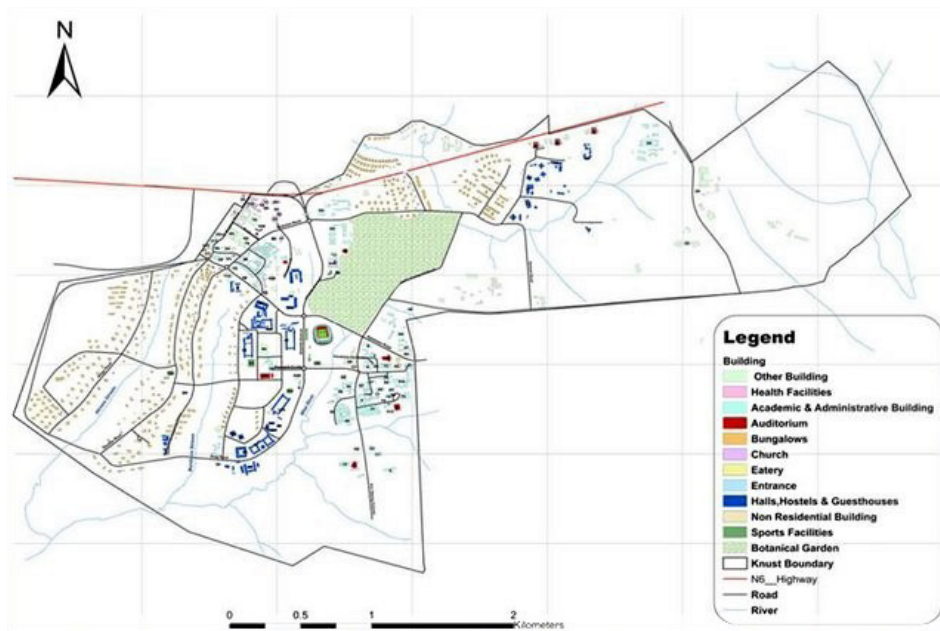 N
Legend
Building
Other Building
Health Facilities
Academic & Administrative Building
Auditorium
Bungalows
Church
Eatery
Entrance
Halls,Hostels & Guesthouses
Non Residential Building
Sports Facilities
Botanical Garden
Knust Boundary
N6__Highway
Road
River
0 0.5 1 2
Kilometers